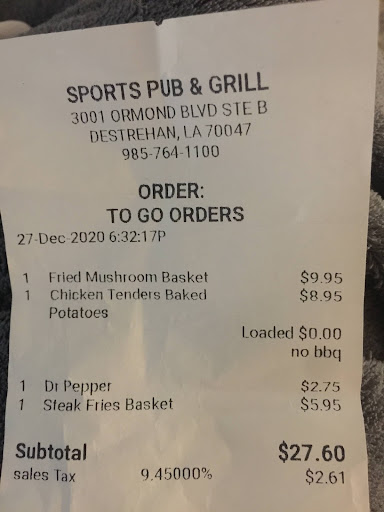 SPORTS PUB & GRILL
3001 ORMOND BLVD STE B
DESTREHAN, LA 70047
985-764-1100
ORDER:
TO GO ORDERS
27-Dec-2020 6:32:17P
1 Fried Mushroom Basket $9.95
1 Chicken Tenders Baked $8.95
Potatoes
Loaded $0.00
no bbq
1 Dr Pepper $2.75
1 Steak Fries Basket $5.95
Subtotal $27.60
sales Tax 9.45000% $2.61